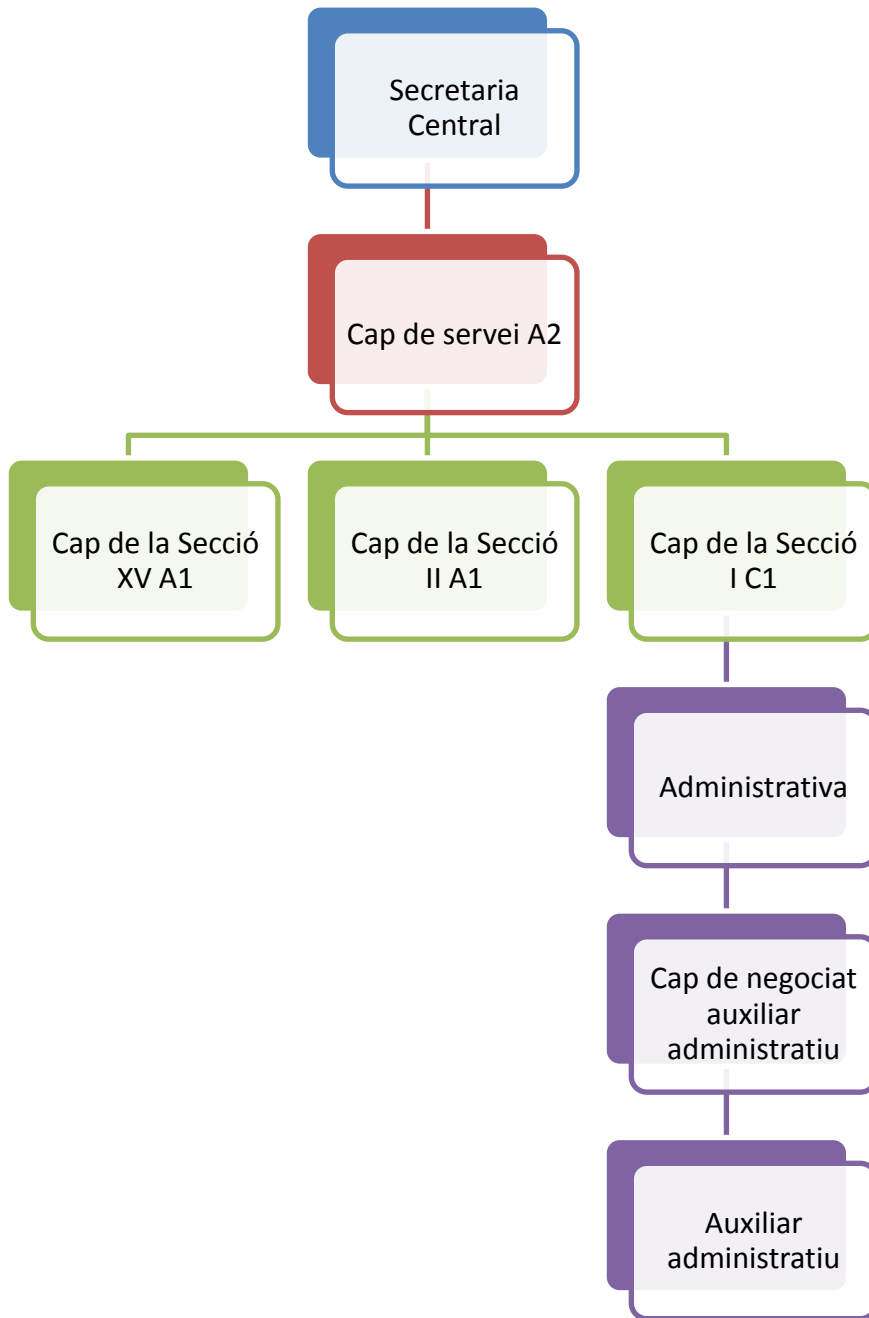 Secretaria
Central
Cap de servei A2
Cap de la Secció
XV A1
Cap de la Secció
II A1
Cap de la Secció
I C1
Administrativa
Cap de negociat
auxiliar
administratiu
Auxiliar
administratiu